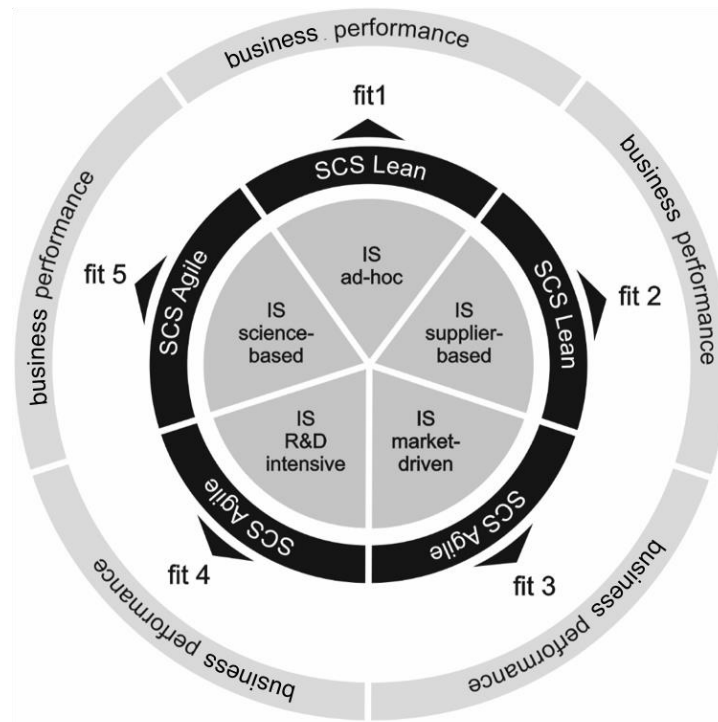 business performance
fit1
SCS Lean
IS
ad-hoc
business performance
fit 5
SCS Agile
IS
science-
based
IS
supplier-
based
SCS Lean
fit 2
business performance
IS
R&D
intensive
IS
market-
driven
SCS Agile
fit 4
SCS Agile
fit 3
business performance
business performance